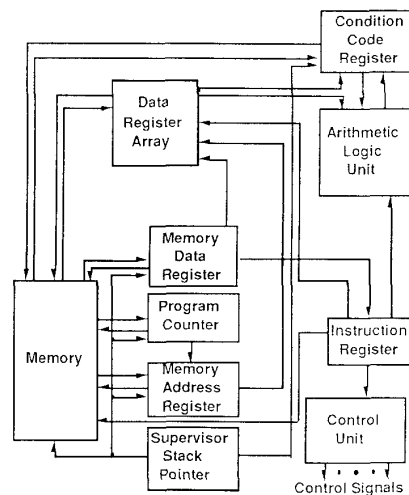 Condition
Code
Register
Data
Register
Array
Arithmetic
Logic
Unit
Memory
Data
Register
Program
Counter
Memory
Instruction
Register
Memory
Address
Register
Control
Unit
Supervisor
Stack
Pointer
Control Signals